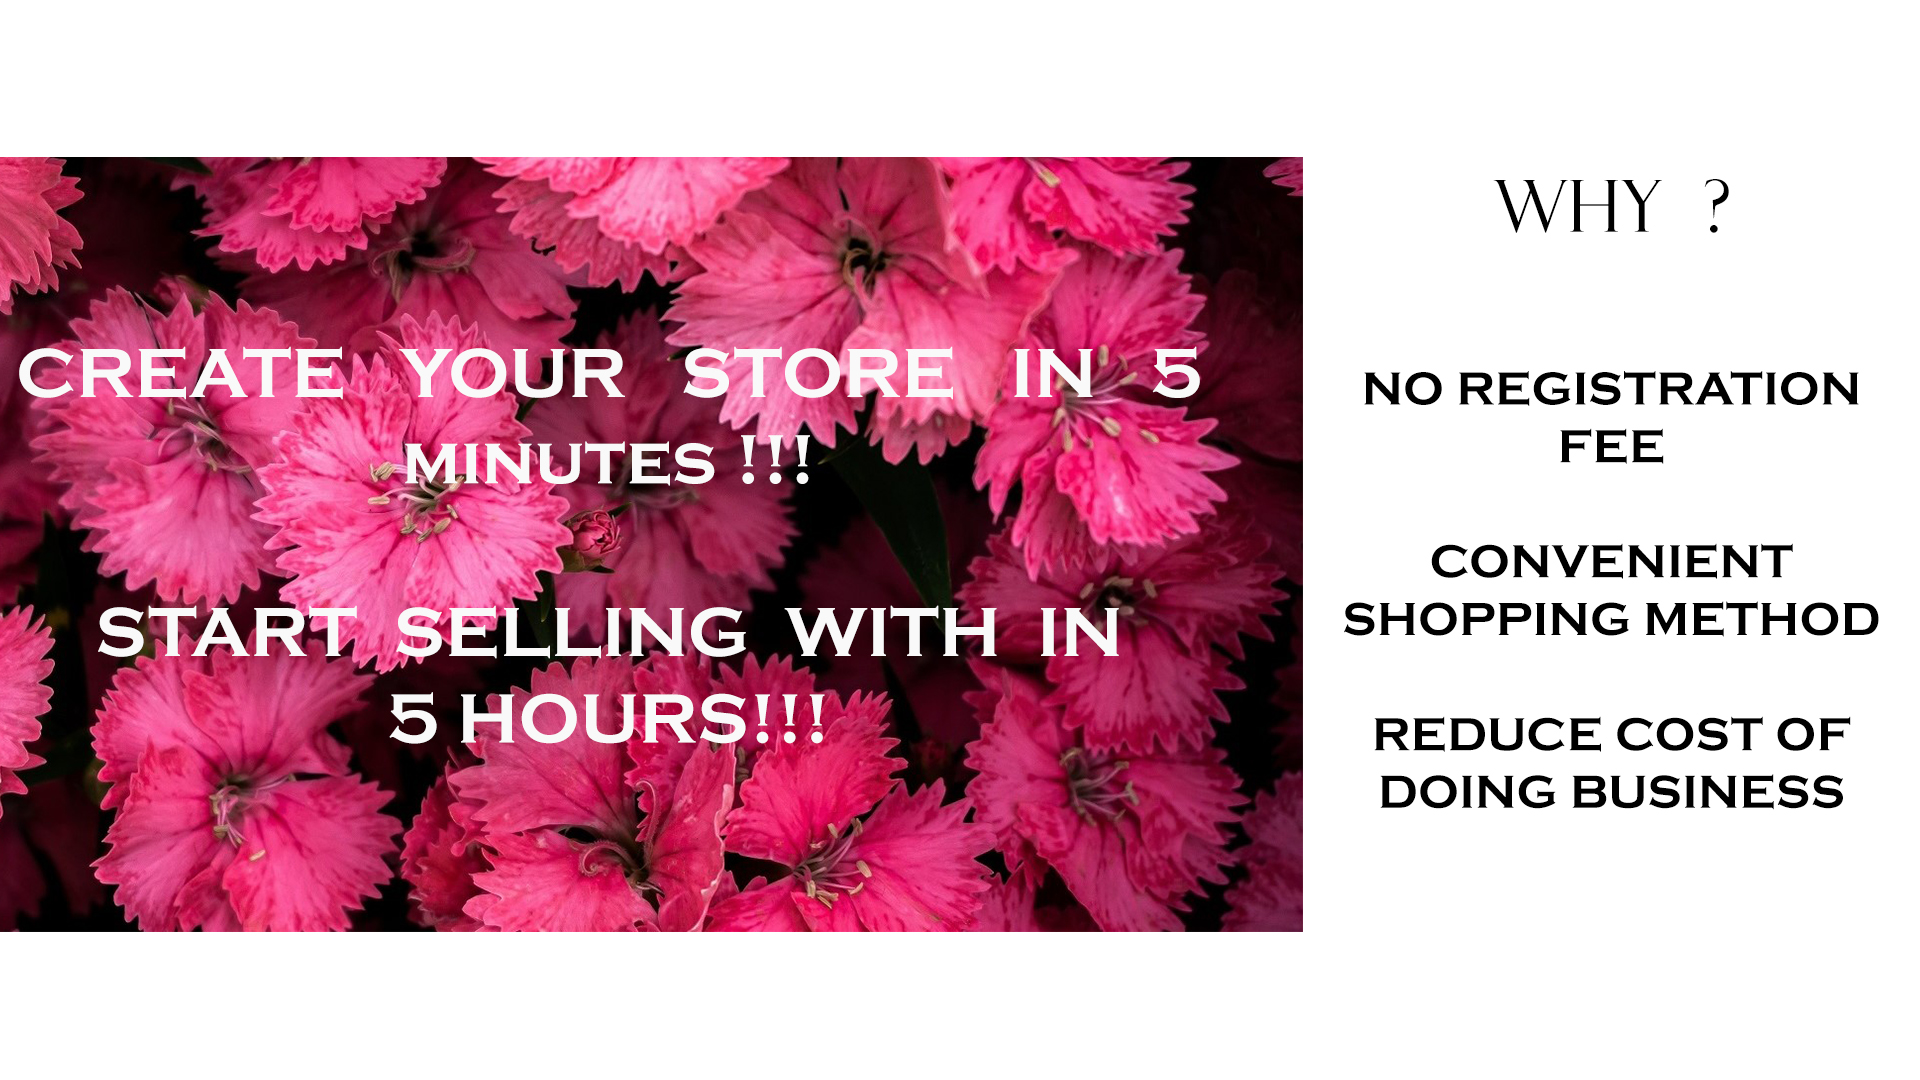 CREATE YOUR STORE IN 5
MINUTES !!!
START SELLING WITH IN
5 HOURS!!!
WHY ?
NO REGISTRATION
FEE
CONVENIENT
SHOPPING METHOD
REDUCE COST OF
DOING BUSINESS